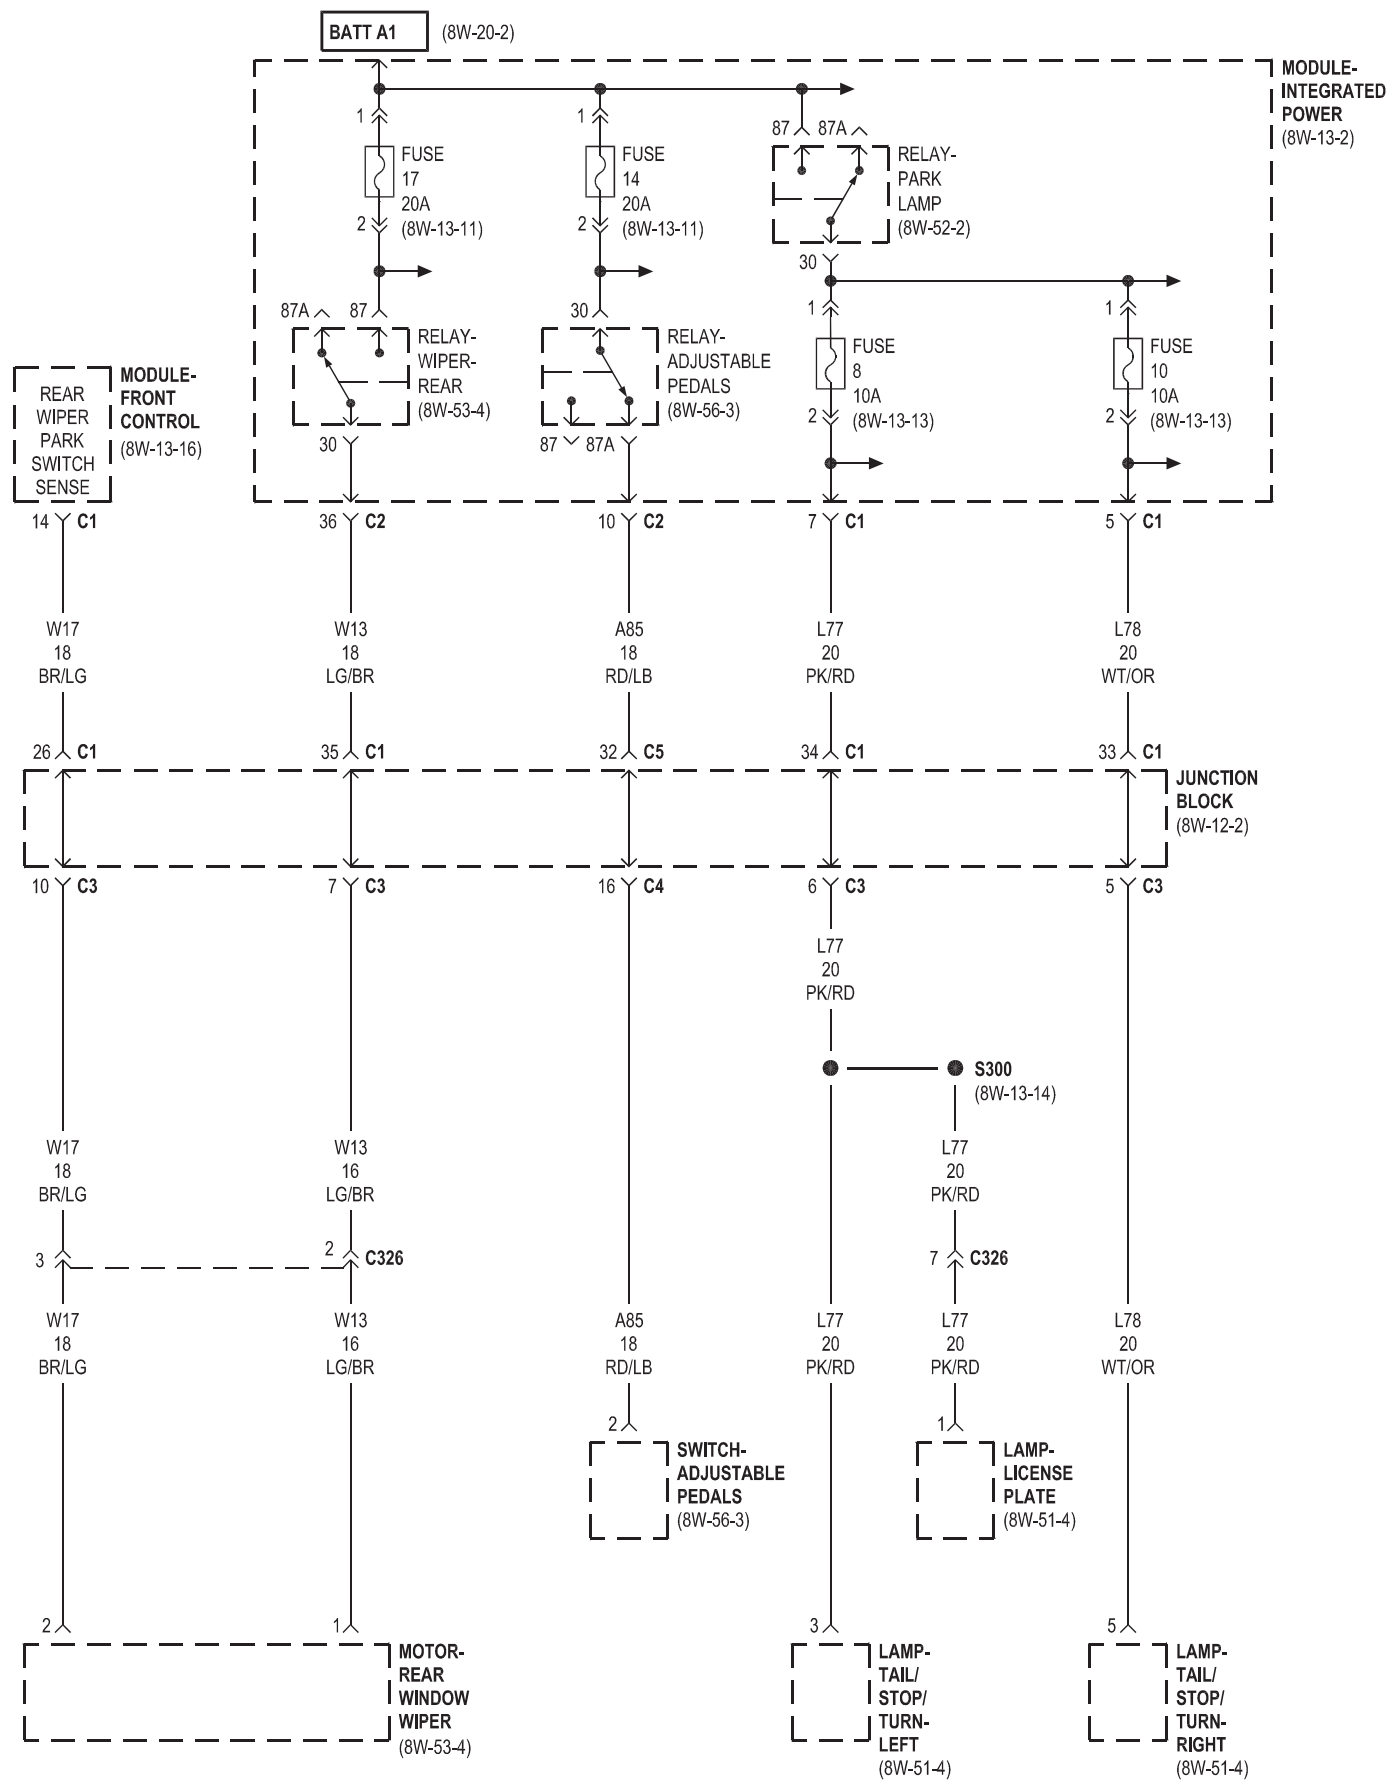 BATT A1 (8W-20-2)
MODULE-
INTEGRATED
POWER
(8W-13-2)
1
FUSE
17
20A
(8W-13-11)
2
1
FUSE
14
20A
(8W-13-11)
2
87 87A
RELAY-
PARK
LAMP
(8W-52-2)
30
87A 87
RELAY-
WIPER-
REAR
(8W-53-4)
30
30
RELAY-
ADJUSTABLE
PEDALS
(8W-56-3)
87 87A
1
FUSE
8
10A
(8W-13-13)
2
1
FUSE
10
10A
(8W-13-13)
2
REAR
WIPER
PARK
SWITCH
SENSE
MODULE-
FRONT
CONTROL
(8W-13-16)
14 C1
36 C2
10 C2
7 C1
5 C1
W17
18
BR/LG
W13
18
LG/BR
A85
18
RD/LB
L77
20
PK/RD
L78
20
WT/OR
26 C1
35 C1
32 C5
34 C1
33 C1
JUNCTION
BLOCK
(8W-12-2)
10 C3
7 C3
16 C4
6 C3
5 C3
L77
20
PK/RD
S300
(8W-13-14)
W17
18
BR/LG
W13
16
LG/BR
L77
20
PK/RD
3
2 C326
7 C326
W17
18
BR/LG
W13
16
LG/BR
A85
18
RD/LB
L77
20
PK/RD
L77
20
PK/RD
L78
20
WT/OR
2
SWITCH-
ADJUSTABLE
PEDALS
(8W-56-3)
1
LAMP-
LICENSE
PLATE
(8W-51-4)
2
1
MOTOR-
REAR
WINDOW
WIPER
(8W-53-4)
3
LAMP-
TAIL/
STOP/
TURN-
LEFT
(8W-51-4)
5
LAMP-
TAIL/
STOP/
TURN-
RIGHT
(8W-51-4)